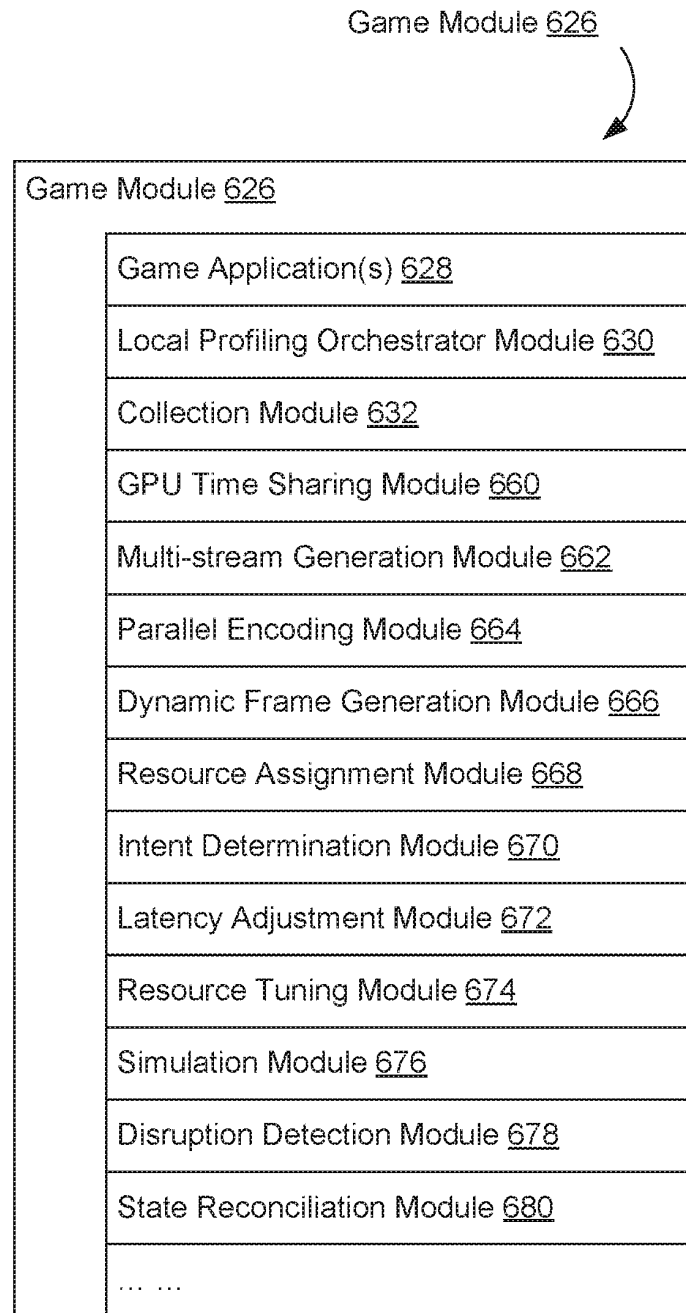 Game Module 626
Game Module 626
Game Application(s) 628
Local Profiling Orchestrator Module 630
Collection Module 632
GPU Time Sharing Module 660
Multi-stream Generation Module 662
Parallel Encoding Module 664
Dynamic Frame Generation Module 666
Resource Assignment Module 668
Intent Determination Module 670
Latency Adjustment Module 672
Resource Tuning Module 674
Simulation Module 676
Disruption Detection Module 678
State Reconciliation Module 680
... ...